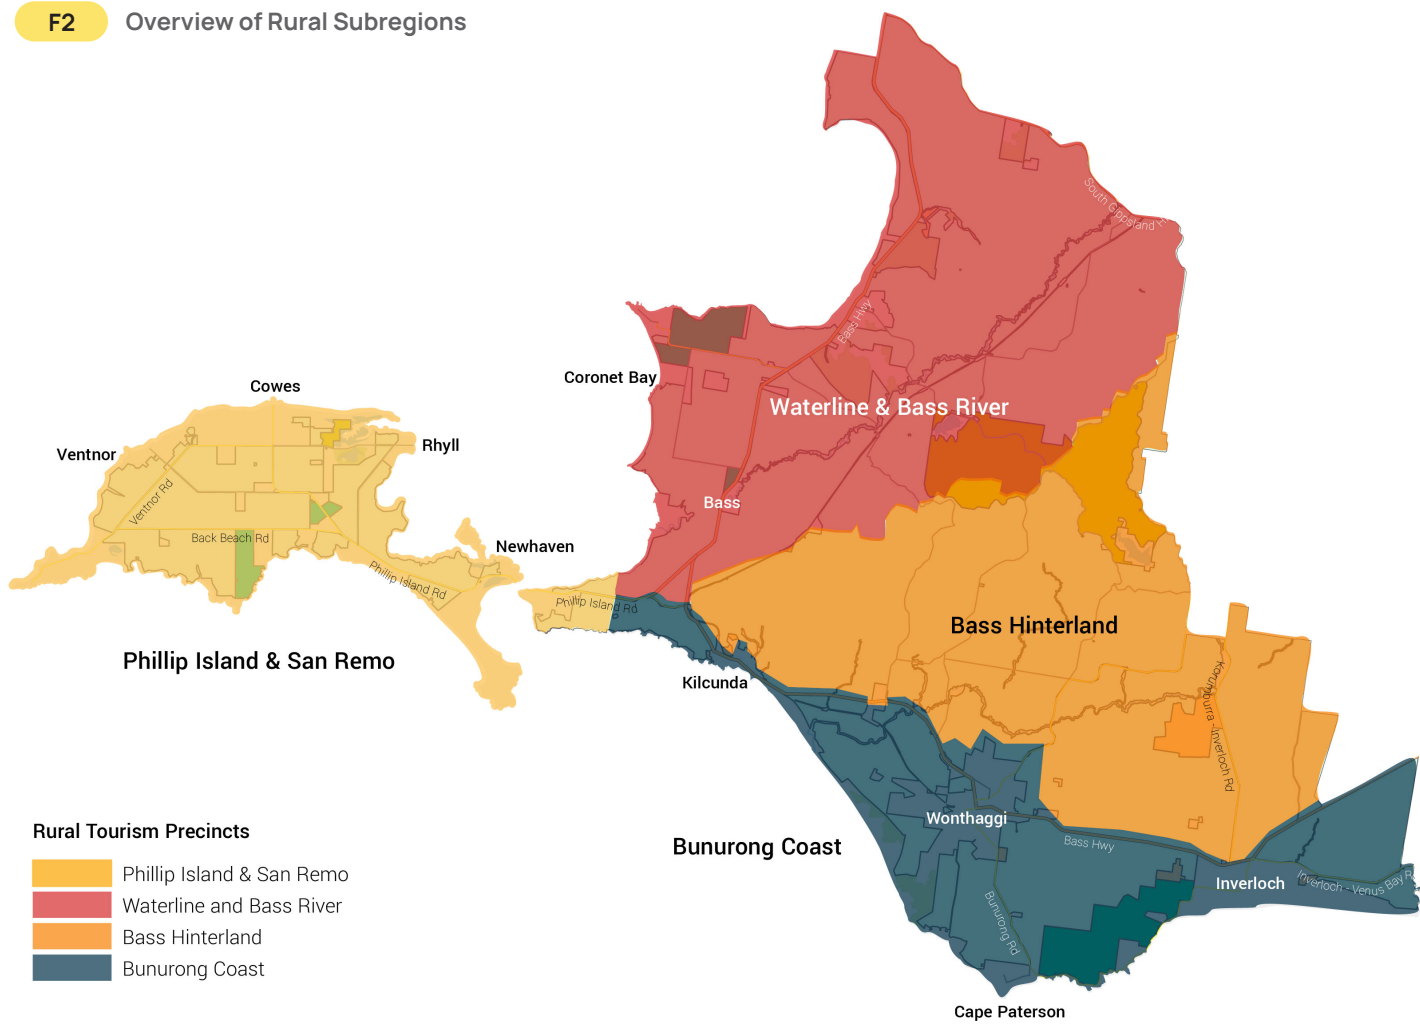 F2 Overview of Rural Subregions
South Gippsland H
Bass Hwy
Coronet Bay
Cowes
Waterline & Bass River
Rhyll
Ventnor
Ventnor Rd
Bass
Back Beach Rd
Newhaven
Phillip Island Rd
Phillip Island Rd
Bass Hinterland
Phillip Island & San Remo
Kilcunda
Korumburra - Inverloch Rd
Wonthaggi
Rural Tourism Precincts
Bunurong Coast
Bass Hwy
Phillip Island & San Remo
Inverloch
Inverloch - Venus Bay R
Waterline and Bass River
Bunurong Rd
Bass Hinterland
Bunurong Coast
Cape Paterson